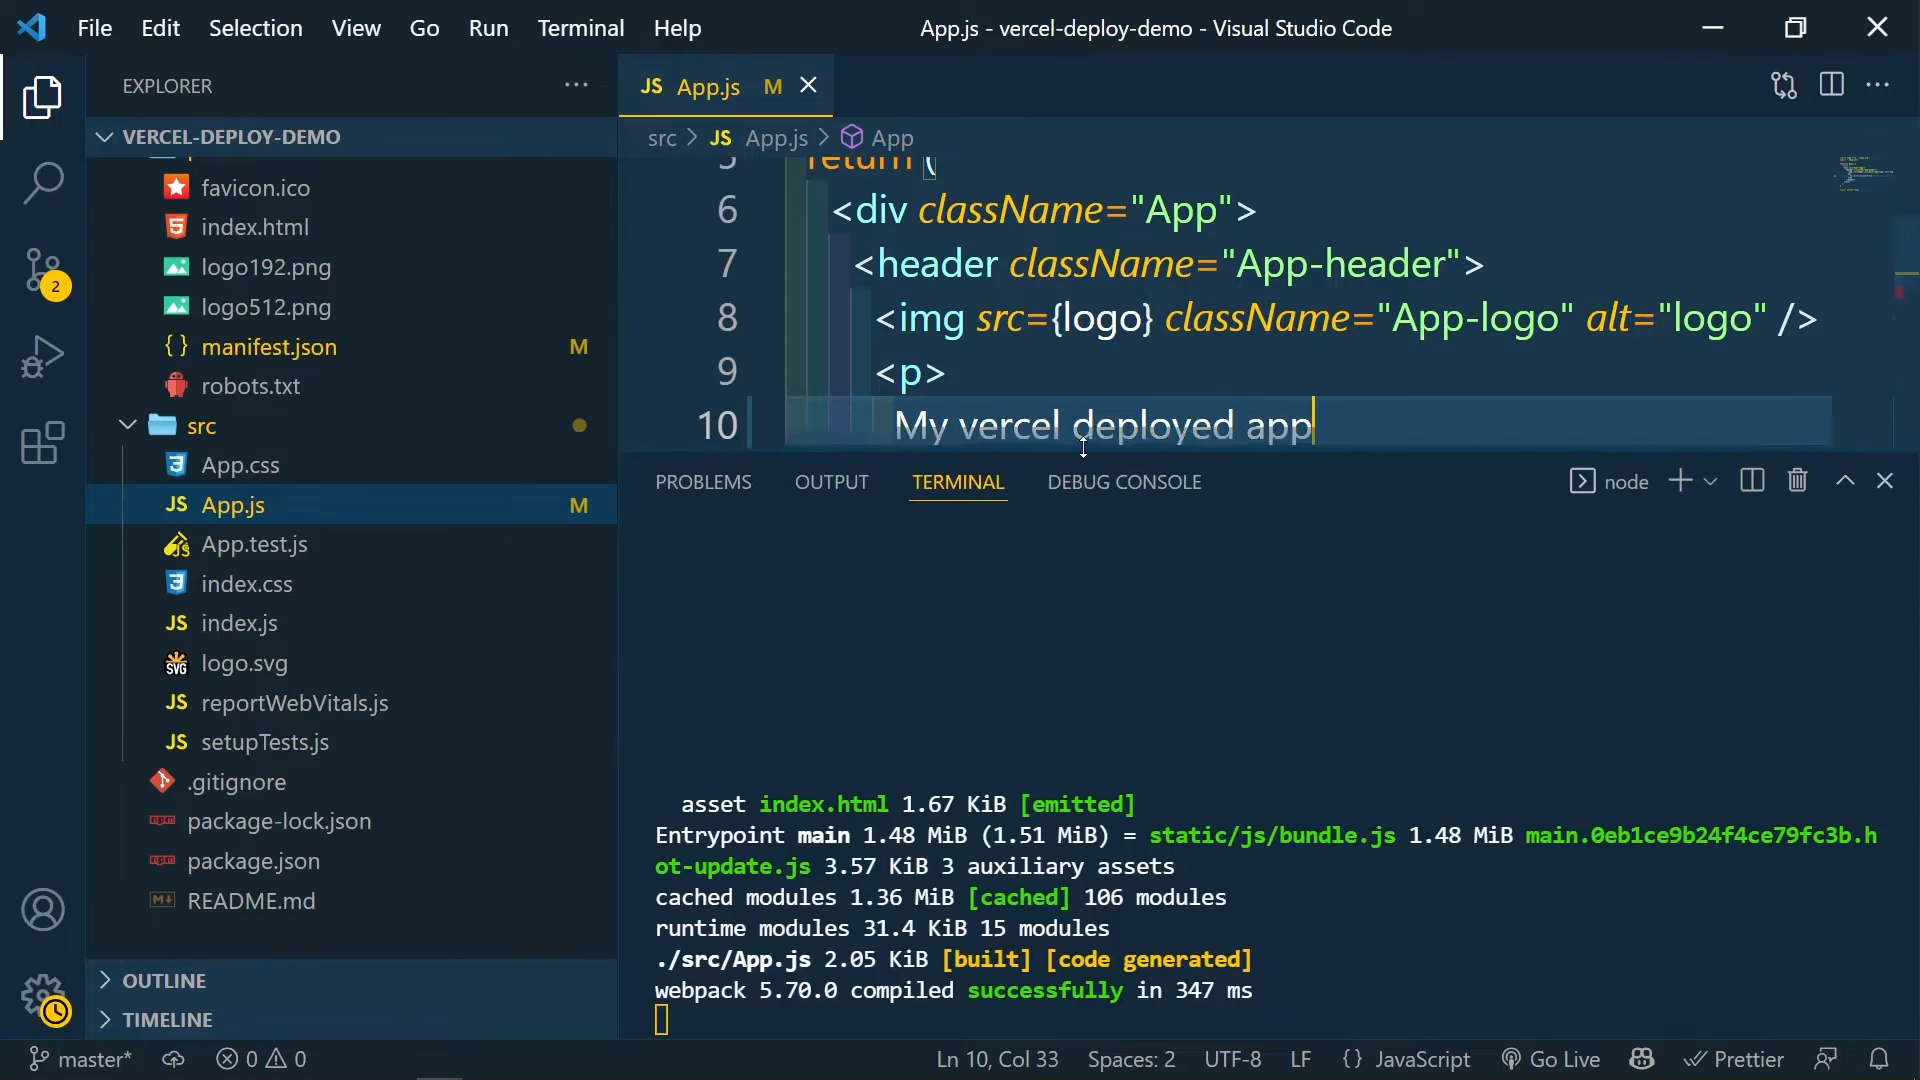 File Edit Selection View Go Run Terminal Help
App.js - vercel-deploy-demo - Visual Studio Code
EXPLORER
VERCEL-DEPLOY-DEMO
favicon.ico
index.html
logo192.png
logo512.png
{ } manifest.json M
robots.txt
src
App.css
JS App.js M
App.test.js
index.css
JS index.js
SVG logo.svg
JS reportWebVitals.js
JS setupTests.js
.gitignore
package-lock.json
package.json
README.md
OUTLINE
TIMELINE
2
JS App.js M
src > JS App.js > App
5 return (
6 <div className="App">
7 <header className="App-header">
8 <img src={logo} className="App-logo" alt="logo" />
9 <p>
10 My vercel deployed app
PROBLEMS OUTPUT TERMINAL DEBUG CONSOLE
node
asset index.html 1.67 KiB [emitted]
Entrypoint main 1.48 MiB (1.51 MiB) = static/js/bundle.js 1.48 MiB main.0eb1ce9b24f4ce79fc3b.h
ot-update.js 3.57 KiB 3 auxiliary assets
cached modules 1.36 MiB [cached] 106 modules
runtime modules 31.4 KiB 15 modules
./src/App.js 2.05 KiB [built] [code generated]
webpack 5.70.0 compiled successfully in 347 ms
master* 0 0
Ln 10, Col 33 Spaces: 2 UTF-8 LF { } JavaScript Go Live Prettier